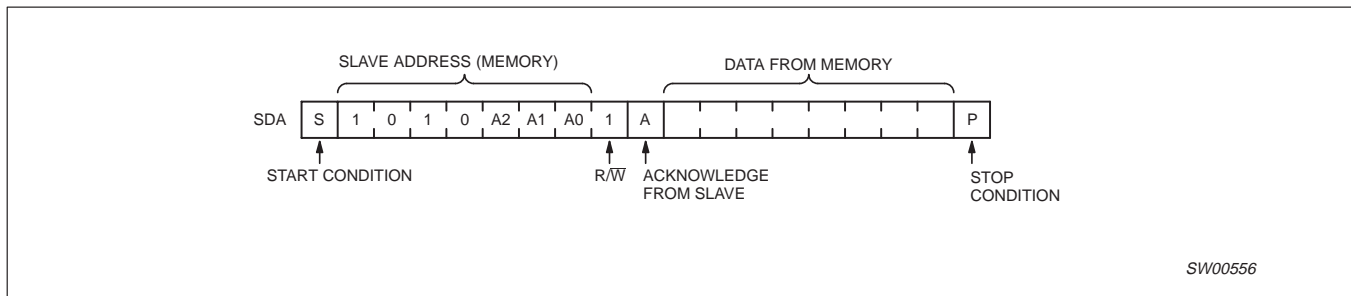 SLAVE ADDRESS (MEMORY) DATA FROM MEMORY
SDA S 1 0 1 0 A2 A1 A0 1 A P
START CONDITION R/W̅ ACKNOWLEDGE STOP
FROM SLAVE CONDITION
SW00556